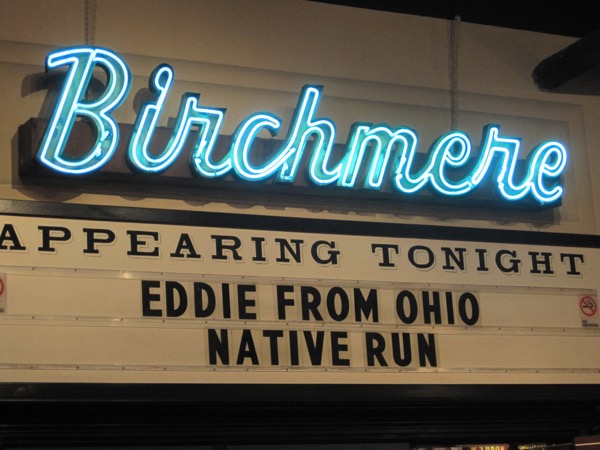 Birchmere
APPEARING TONIGHT
EDDIE FROM OHIO
NATIVE RUN